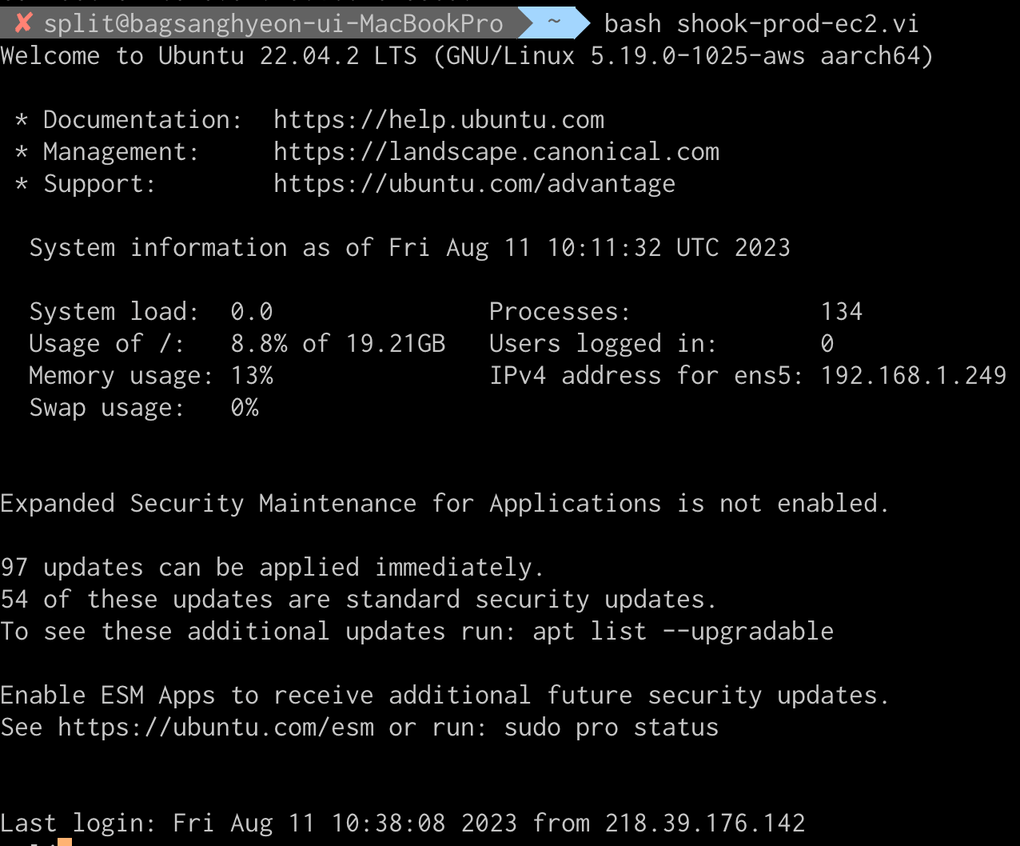 ✘ split@bagsanghyeon-ui-MacBookPro ~ bash shook-prod-ec2.vi
Welcome to Ubuntu 22.04.2 LTS (GNU/Linux 5.19.0-1025-aws aarch64)
* Documentation: https://help.ubuntu.com
* Management: https://landscape.canonical.com
* Support: https://ubuntu.com/advantage
System information as of Fri Aug 11 10:11:32 UTC 2023
System load: 0.0 Processes: 134
Usage of /: 8.8% of 19.21GB Users logged in: 0
Memory usage: 13% IPv4 address for ens5: 192.168.1.249
Swap usage: 0%
Expanded Security Maintenance for Applications is not enabled.
97 updates can be applied immediately.
54 of these updates are standard security updates.
To see these additional updates run: apt list --upgradable
Enable ESM Apps to receive additional future security updates.
See https://ubuntu.com/esm or run: sudo pro status
Last login: Fri Aug 11 10:38:08 2023 from 218.39.176.142